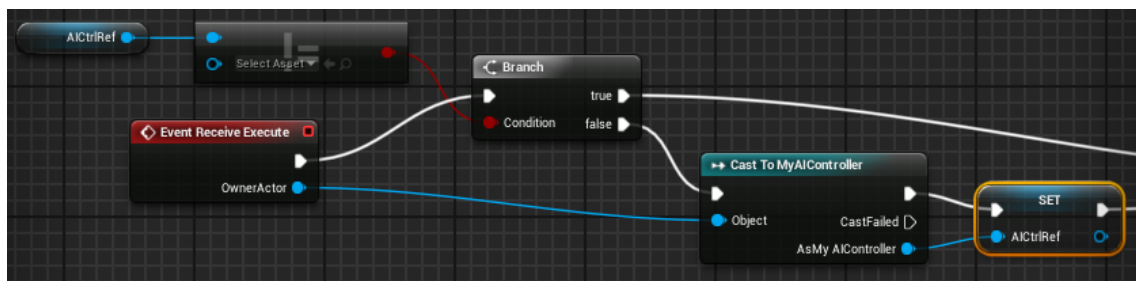 AICtrlRef
!=
Select Asset
Branch
true
Condition
false
Event Receive Execute
OwnerActor
Cast To MyAIController
Object
CastFailed
AsMy AIController
SET
AICtrlRef